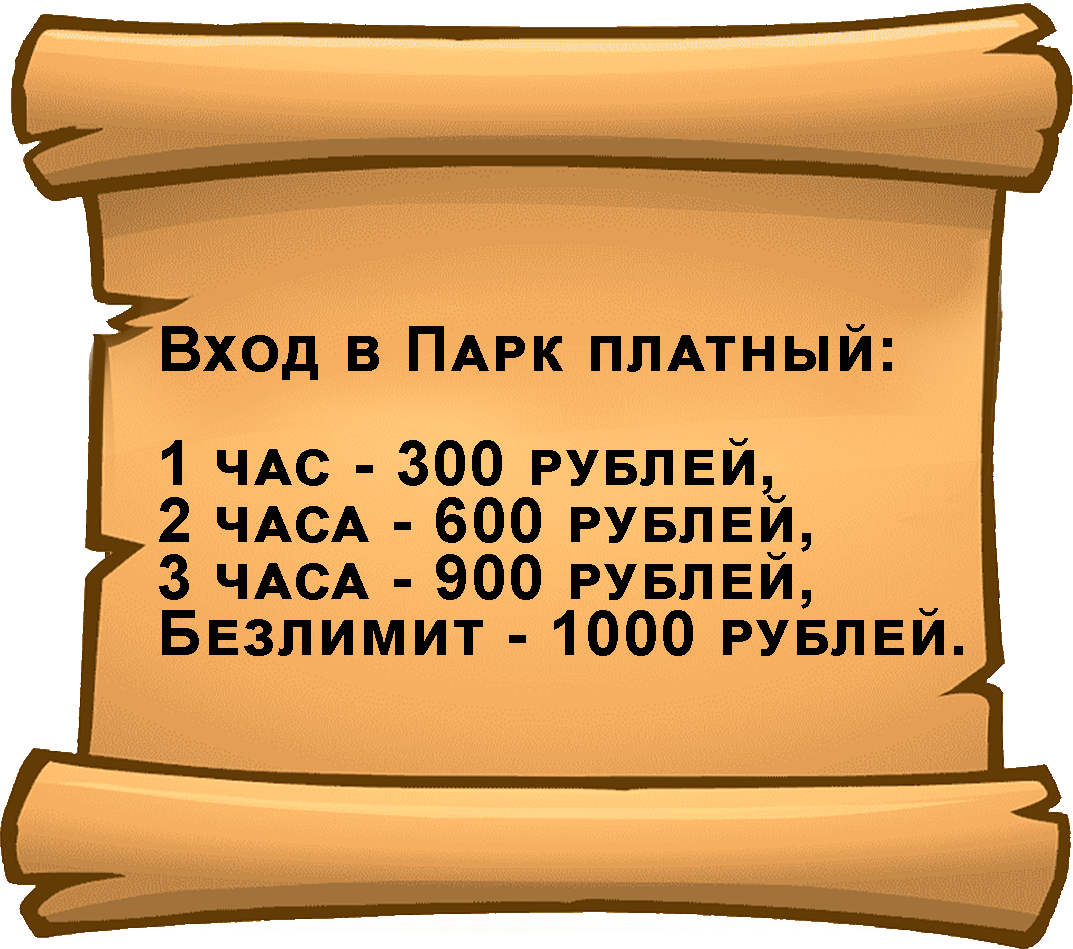 Вход в Парк платный:
1 час - 300 рублей,
2 часа - 600 рублей,
3 часа - 900 рублей,
Безлимит - 1000 рублей.